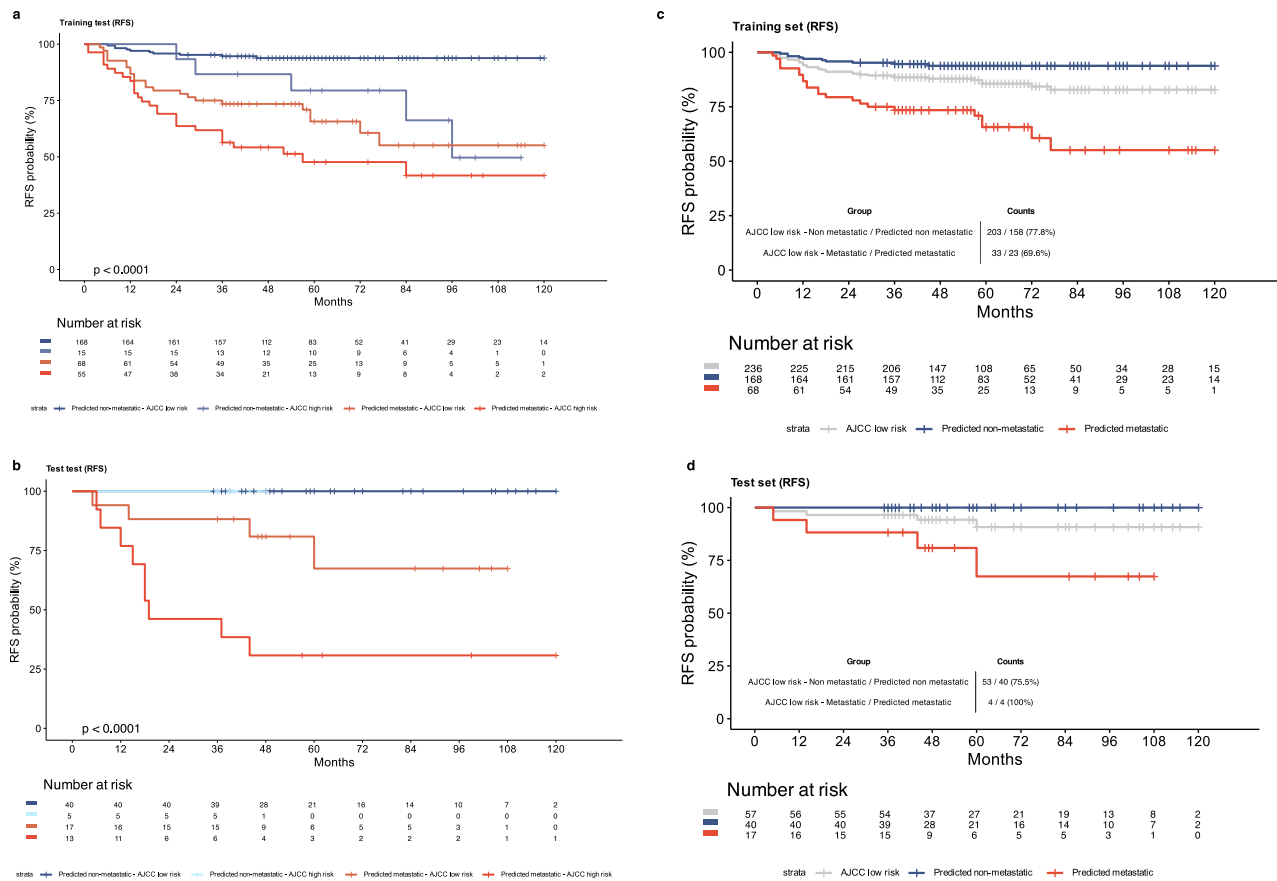 a
Training test (RFS)
100
75
50
25
0
RFS probability (%)
p < 0.0001
0 12 24 36 48 60 72 84 96 108 120
Months
Number at risk
168 164 161 157 112 83 52 41 29 23 14
15 15 15 13 12 10 9 6 4 1 0
68 61 54 49 35 25 13 9 5 5 1
55 47 38 34 21 13 9 8 4 2 2
strata Predicted non-metastatic - AJCC low risk Predicted non-metastatic - AJCC high risk Predicted metastatic - AJCC low risk Predicted metastatic - AJCC high risk
b
Test test (RFS)
100
75
50
25
0
RFS probability (%)
p < 0.0001
0 12 24 36 48 60 72 84 96 108 120
Months
Number at risk
40 40 40 39 28 21 16 14 10 7 2
5 5 5 5 1 0 0 0 0 0 0
17 16 15 15 9 6 5 5 3 1 0
13 11 6 6 4 3 2 2 2 1 1
strata Predicted non-metastatic - AJCC low risk Predicted non-metastatic - AJCC high risk Predicted metastatic - AJCC low risk Predicted metastatic - AJCC high risk
c
Training set (RFS)
100
75
50
25
0
RFS probability (%)
Group Counts
AJCC low risk - Non metastatic / Predicted non metastatic 203 / 158 (77.8%)
AJCC low risk - Metastatic / Predicted metastatic 33 / 23 (69.6%)
0 12 24 36 48 60 72 84 96 108 120
Months
Number at risk
236 225 215 206 147 108 65 50 34 28 15
168 164 161 157 112 83 52 41 29 23 14
68 61 54 49 35 25 13 9 5 5 1
strata AJCC low risk Predicted non-metastatic Predicted metastatic
d
Test set (RFS)
100
75
50
25
0
RFS probability (%)
Group Counts
AJCC low risk - Non metastatic / Predicted non metastatic 53 / 40 (75.5%)
AJCC low risk - Metastatic / Predicted metastatic 4 / 4 (100%)
0 12 24 36 48 60 72 84 96 108 120
Months
Number at risk
57 56 55 54 37 27 21 19 13 8 2
40 40 40 39 28 21 16 14 10 7 2
17 16 15 15 9 6 5 5 3 1 0
strata AJCC low risk Predicted non-metastatic Predicted metastatic